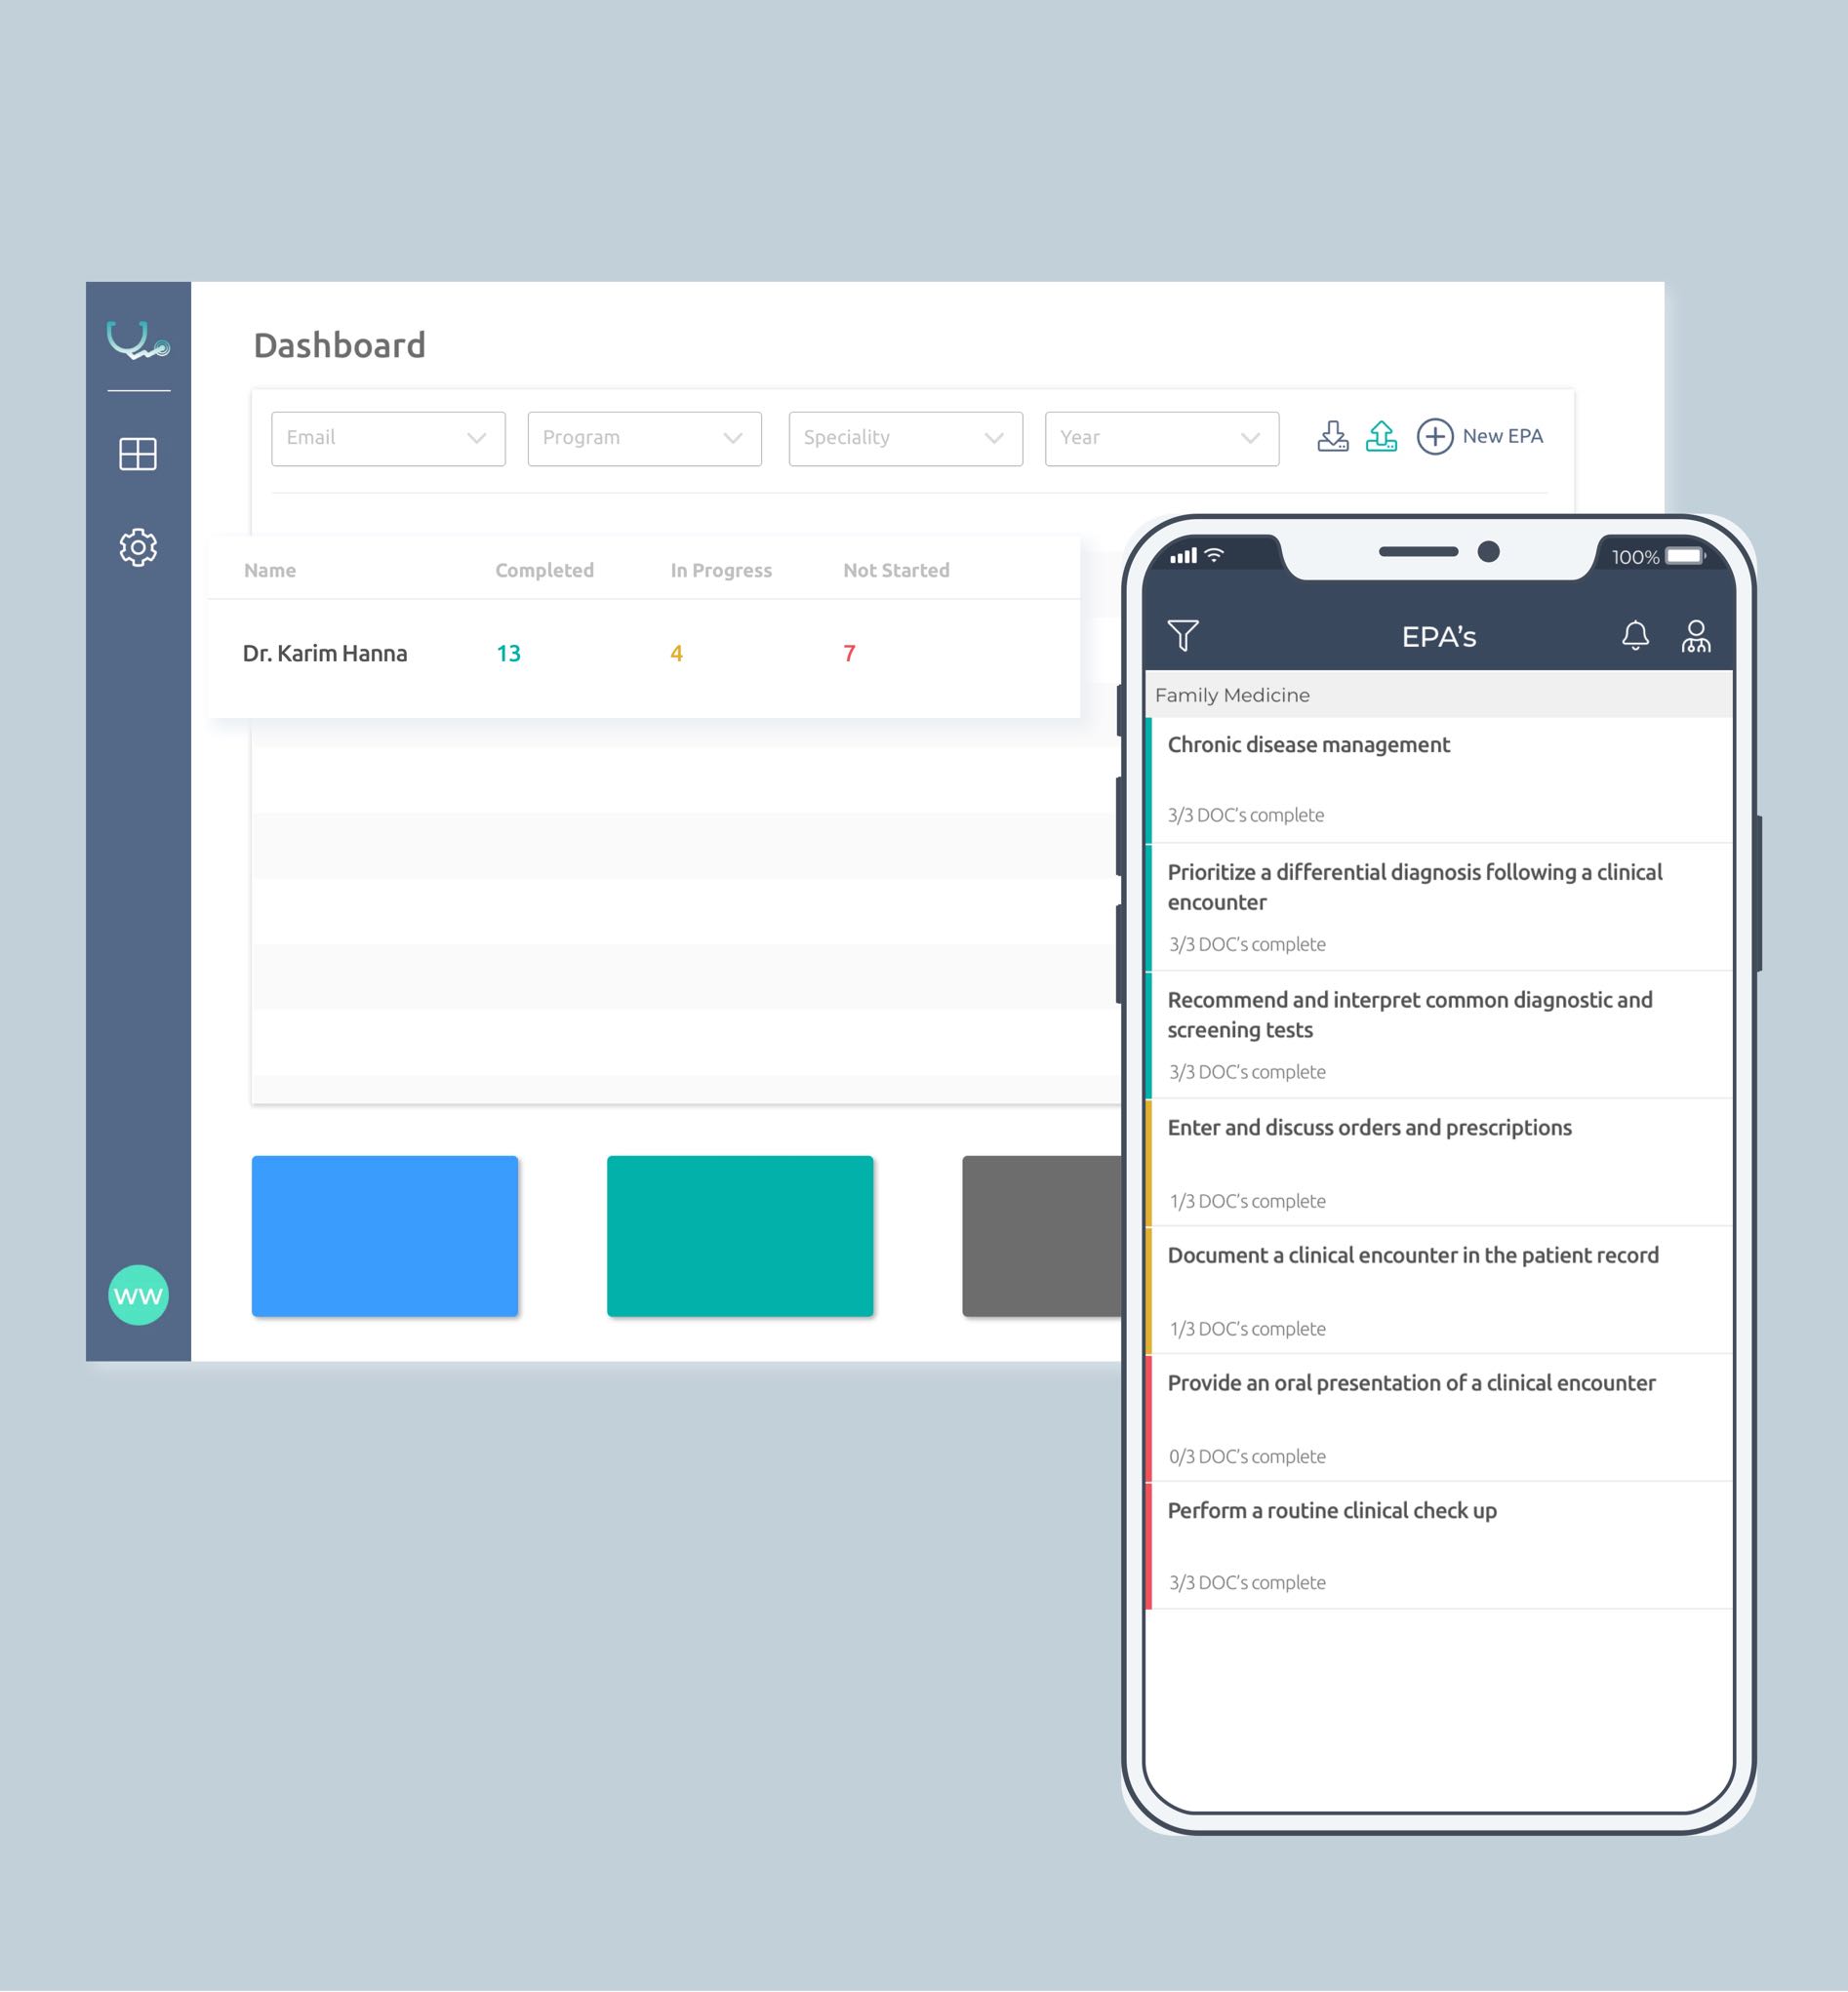 Dashboard
Email
Program
Speciality
Year
New EPA
Name
Completed
In Progress
Not Started
Dr. Karim Hanna
13
4
7
WW
100%
EPA's
Family Medicine
Chronic disease management
3/3 DOC's complete
Prioritize a differential diagnosis following a clinical
encounter
3/3 DOC's complete
Recommend and interpret common diagnostic and
screening tests
3/3 DOC's complete
Enter and discuss orders and prescriptions
1/3 DOC's complete
Document a clinical encounter in the patient record
1/3 DOC's complete
Provide an oral presentation of a clinical encounter
0/3 DOC's complete
Perform a routine clinical check up
3/3 DOC's complete